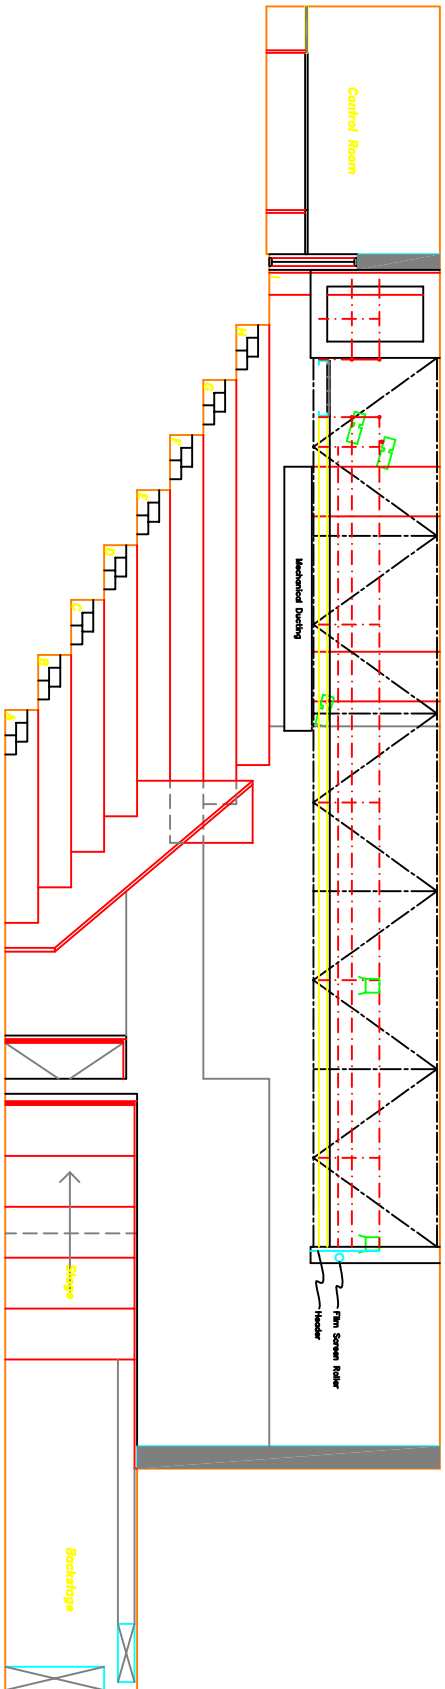 Control Room
I
H
G
F
E
D
C
B
A
Mechanical Ducting
Film Screen Roller
Header
Stage
Backstage